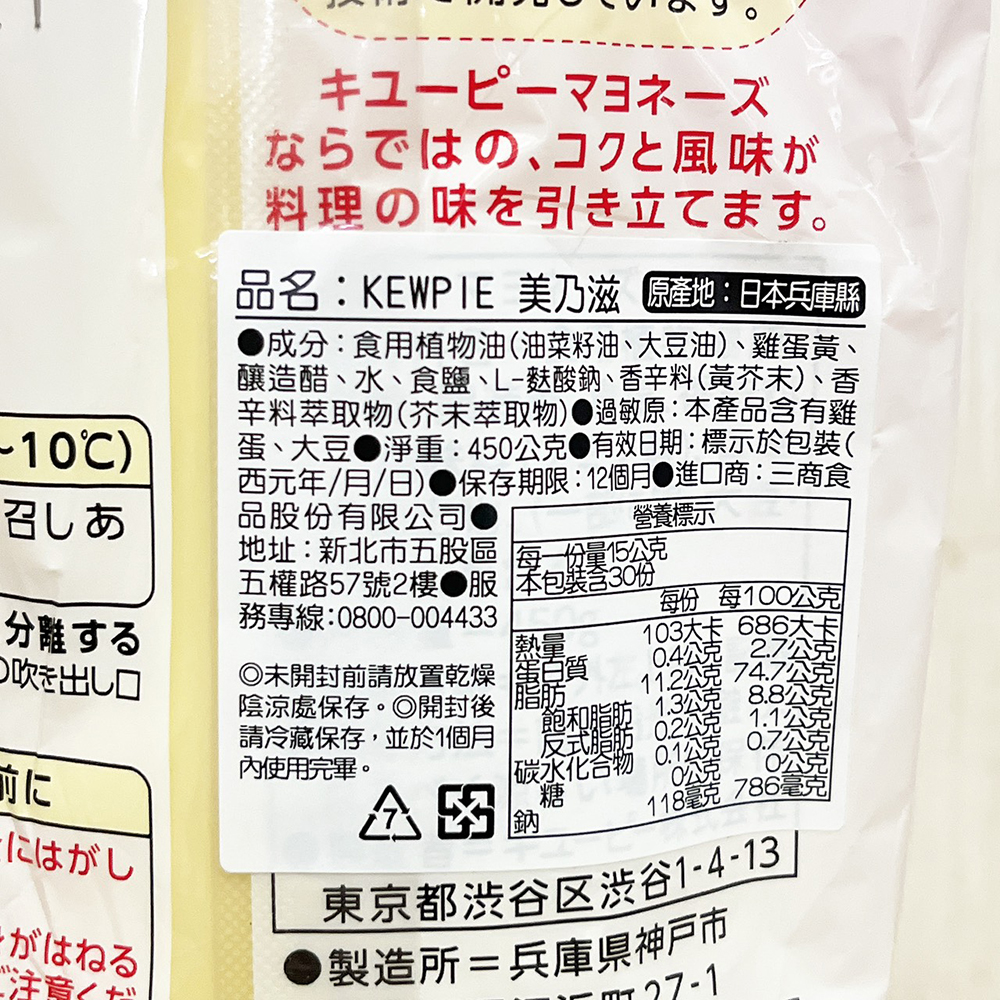 キユーピーマヨネーズ
ならではの、コクと風味が
料理の味を引き立てます。
品名：KEWPIE 美乃滋 原產地：日本兵庫縣
●成分：食用植物油(油菜籽油、大豆油)、雞蛋黃、
釀造醋、水、食鹽、L-麩酸鈉、香辛料(黃芥末)、香
辛料萃取物(芥末萃取物)●過敏原：本產品含有雞
蛋、大豆●淨重：450公克●有效日期：標示於包裝(
西元年/月/日)●保存期限：12個月●進口商：三商食
品股份有限公司●
地址：新北市五股區
五權路57號2樓●服
務專線:0800-004433
◎未開封前請放置乾燥
陰涼處保存。◎開封後
請冷藏保存，並於1個月
內使用完畢。
7
營養標示
每一份量15公克
本包裝含30份
每份 每100公克
熱量 103大卡 686大卡
蛋白質 0.4公克 2.7公克
脂肪 11.2公克 74.7公克
飽和脂肪 1.3公克 8.8公克
反式脂肪 0.2公克 1.1公克
碳水化合物 0.1公克 0.7公克
糖 0公克 0公克
鈉 118毫克 786毫克
東京都渋谷区渋谷1-4-13
●製造所＝兵庫県神戸市
27-1
~10℃)
召しあ
分離する
吹き出し口
前に
にはがし
がはねる
注意くだ